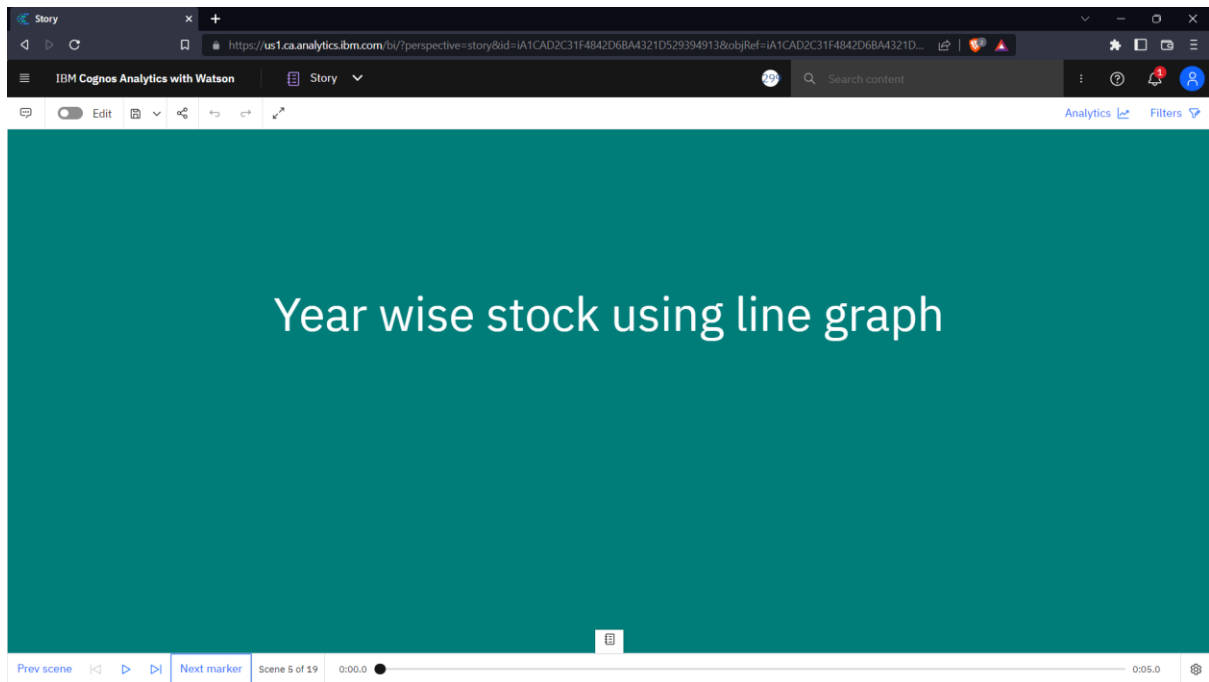 Story
https://us1.ca.analytics.ibm.com/bi/?perspective=story&id=iA1CAD2C31F4842D6BA4321D529394913&objRef=iA1CAD2C31F4842D6BA4321D...
IBM Cognos Analytics with Watson
Story
Search content
1
Edit
Analytics
Filters
Year wise stock using line graph
Prev scene
Next marker
Scene 5 of 19
0:00.0
0:05.0